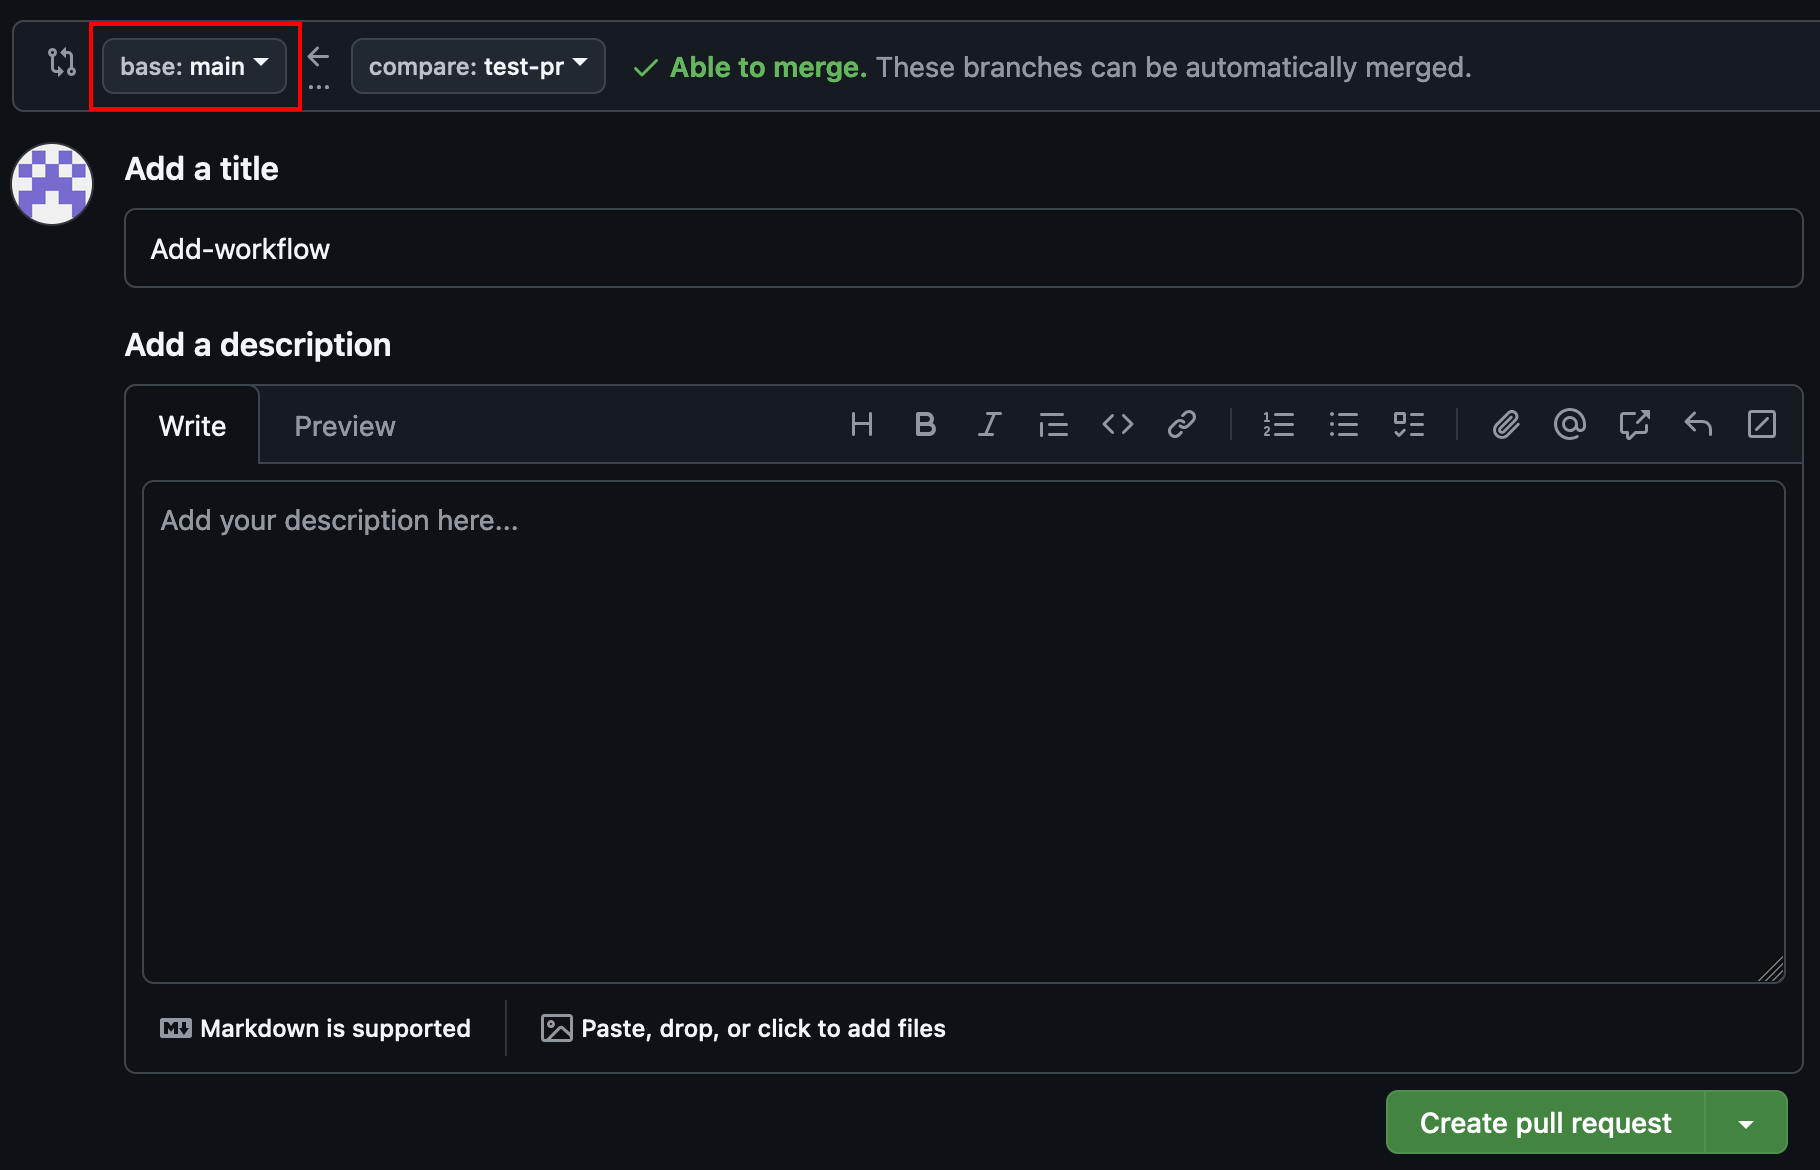 base: main
compare: test-pr
Able to merge. These branches can be automatically merged.
Add a title
Add-workflow
Add a description
Write
Preview
Add your description here...
Markdown is supported
Paste, drop, or click to add files
Create pull request